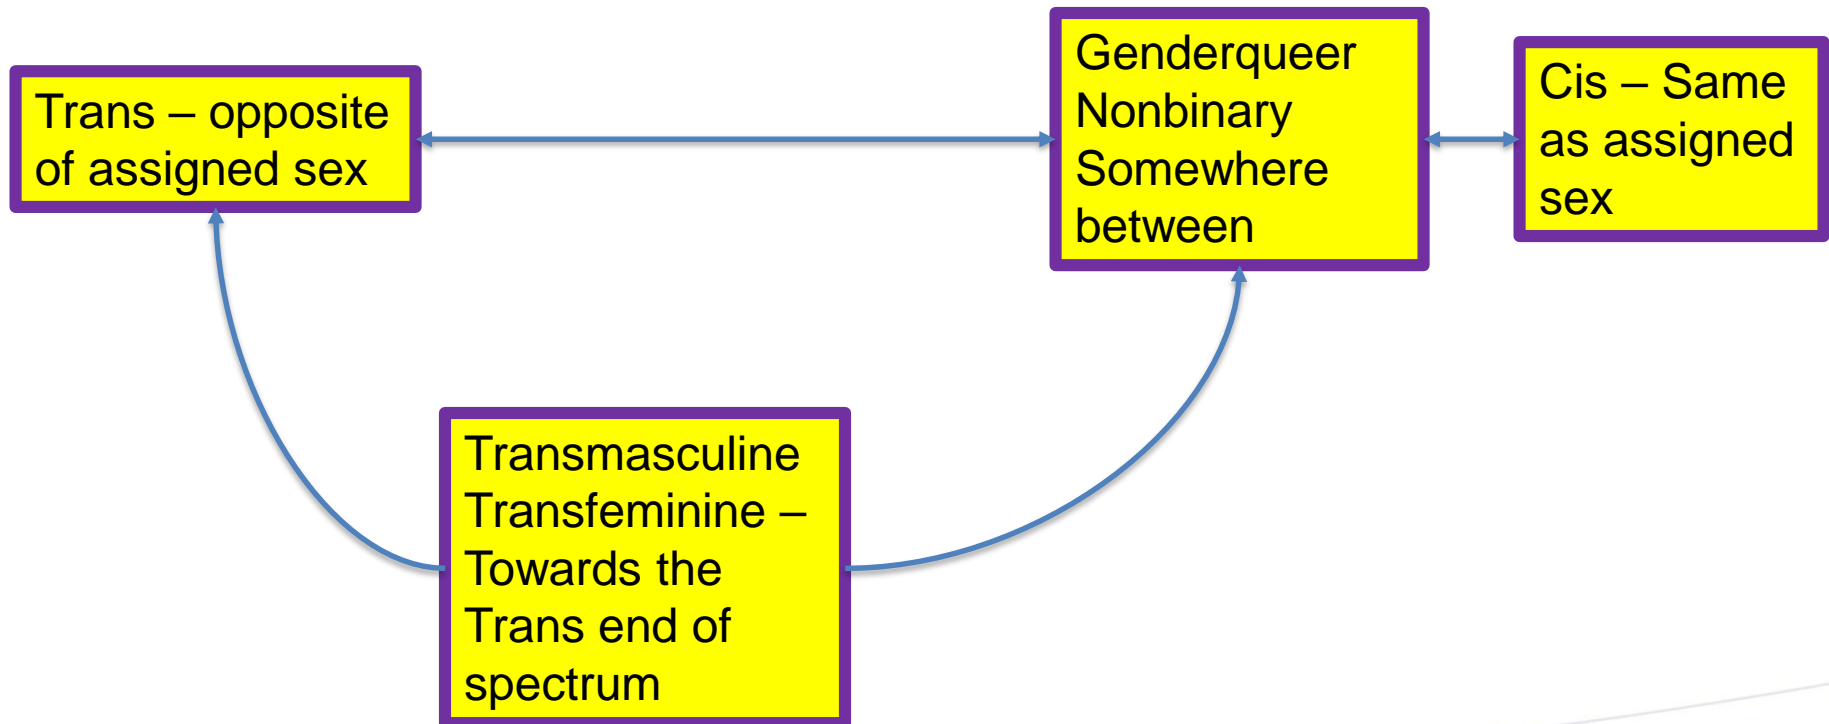 Trans – opposite
of assigned sex
Genderqueer
Nonbinary
Somewhere
between
Cis – Same
as assigned
sex
Transmasculine
Transfeminine –
Towards the
Trans end of
spectrum